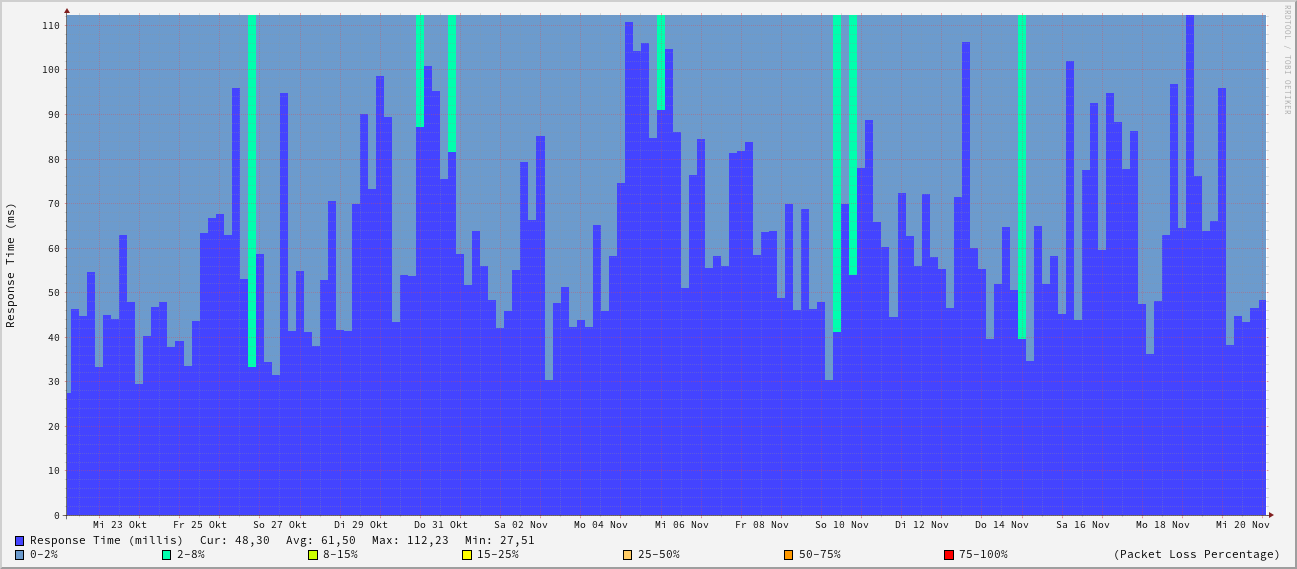 RRDTOOL / TOBI OETIKER
Response Time (ms)
110
100
90
80
70
60
50
40
30
20
10
0
Mi 23 Okt Fr 25 Okt So 27 Okt Di 29 Okt Do 31 Okt Sa 02 Nov Mo 04 Nov Mi 06 Nov Fr 08 Nov So 10 Nov Di 12 Nov Do 14 Nov Sa 16 Nov Mo 18 Nov Mi 20 Nov
Response Time (millis) Cur: 48,30 Avg: 61,50 Max: 112,23 Min: 27,51
0-2% 2-8% 8-15% 15-25% 25-50% 50-75% 75-100% (Packet Loss Percentage)